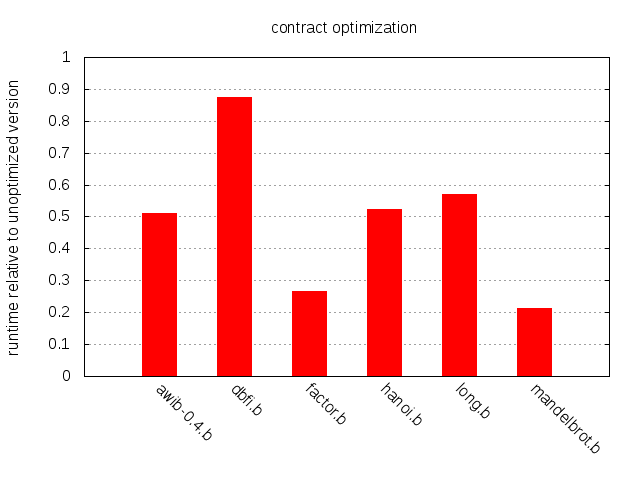 contract optimization
runtime relative to unoptimized version
1
0.9
0.8
0.7
0.6
0.5
0.4
0.3
0.2
0.1
0
awib-0.4.b
dbfi.b
factor.b
hanoi.b
long.b
mandelbrot.b